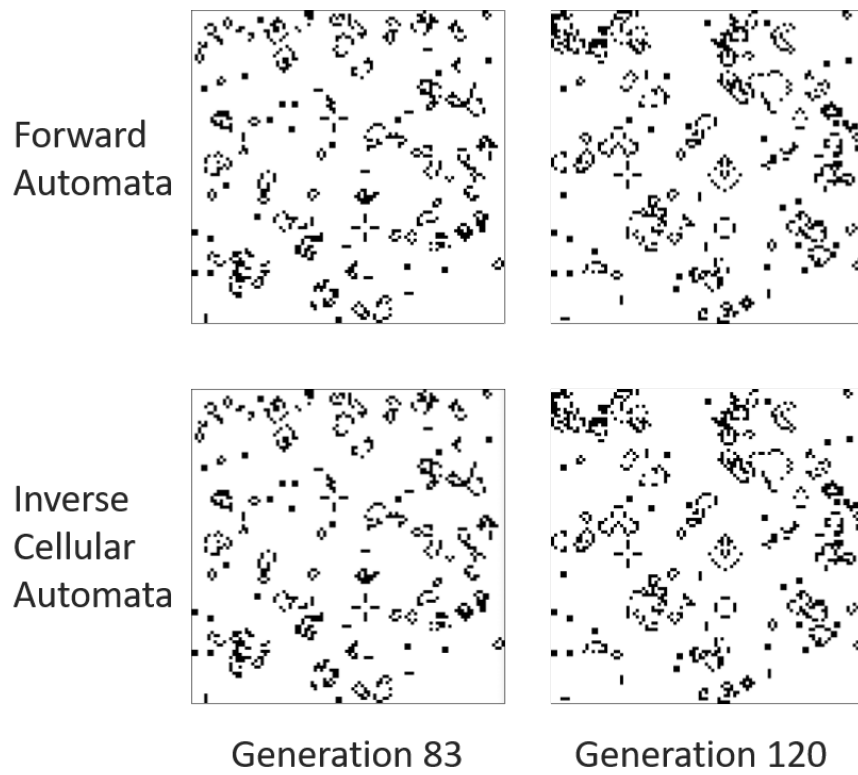 Forward
Automata
Inverse
Cellular
Automata
Generation 83
Generation 120